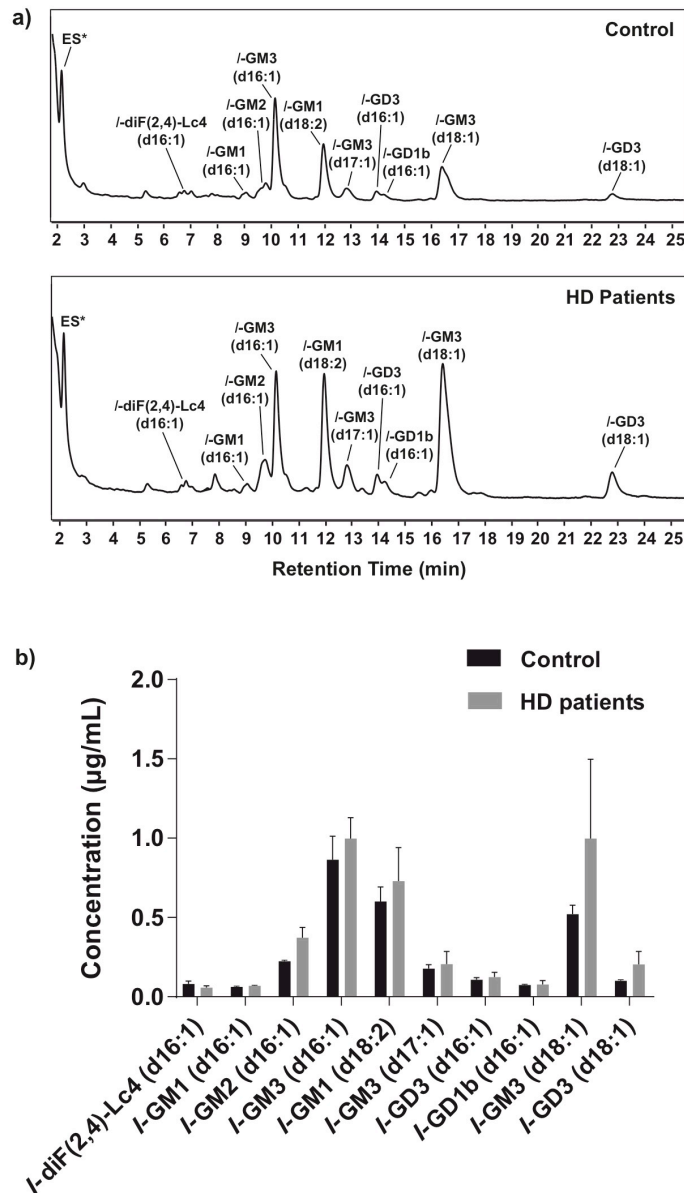 a)
Control
ES*
l-diF(2,4)-Lc4
(d16:1)
l-GM1
(d16:1)
l-GM2
(d16:1)
l-GM3
(d16:1)
l-GM1
(d18:2)
l-GM3
(d17:1)
l-GD3
(d16:1)
l-GD1b
(d16:1)
l-GM3
(d18:1)
l-GD3
(d18:1)
2 3 4 5 6 7 8 9 10 11 12 13 14 15 16 17 18 19 20 21 22 23 24 25
HD Patients
ES*
l-diF(2,4)-Lc4
(d16:1)
l-GM1
(d16:1)
l-GM2
(d16:1)
l-GM3
(d16:1)
l-GM1
(d18:2)
l-GM3
(d17:1)
l-GD3
(d16:1)
l-GD1b
(d16:1)
l-GM3
(d18:1)
l-GD3
(d18:1)
2 3 4 5 6 7 8 9 10 11 12 13 14 15 16 17 18 19 20 21 22 23 24 25
Retention Time (min)
b)
Control
HD patients
Concentration (µg/mL)
2.0
1.5
1.0
0.5
0.0
l-diF(2,4)-Lc4 (d16:1)
l-GM1 (d16:1)
l-GM2 (d16:1)
l-GM3 (d16:1)
l-GM1 (d18:2)
l-GM3 (d17:1)
l-GD3 (d16:1)
l-GD1b (d16:1)
l-GM3 (d18:1)
l-GD3 (d18:1)